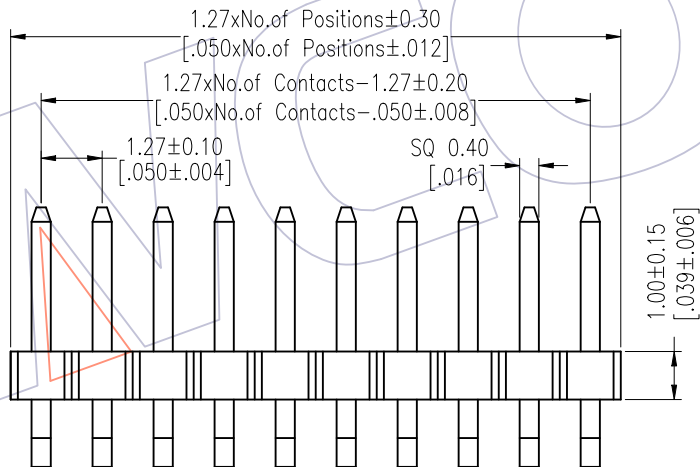 1.27xNo.of Positions±0.30
[.050xNo.of Positions±.012]
1.27xNo.of Contacts-1.27±0.20
[.050xNo.of Contacts-.050±.008]
1.27±0.10
[.050±.004]
SQ 0.40
[.016]
1.00±0.15
[.039±.006]